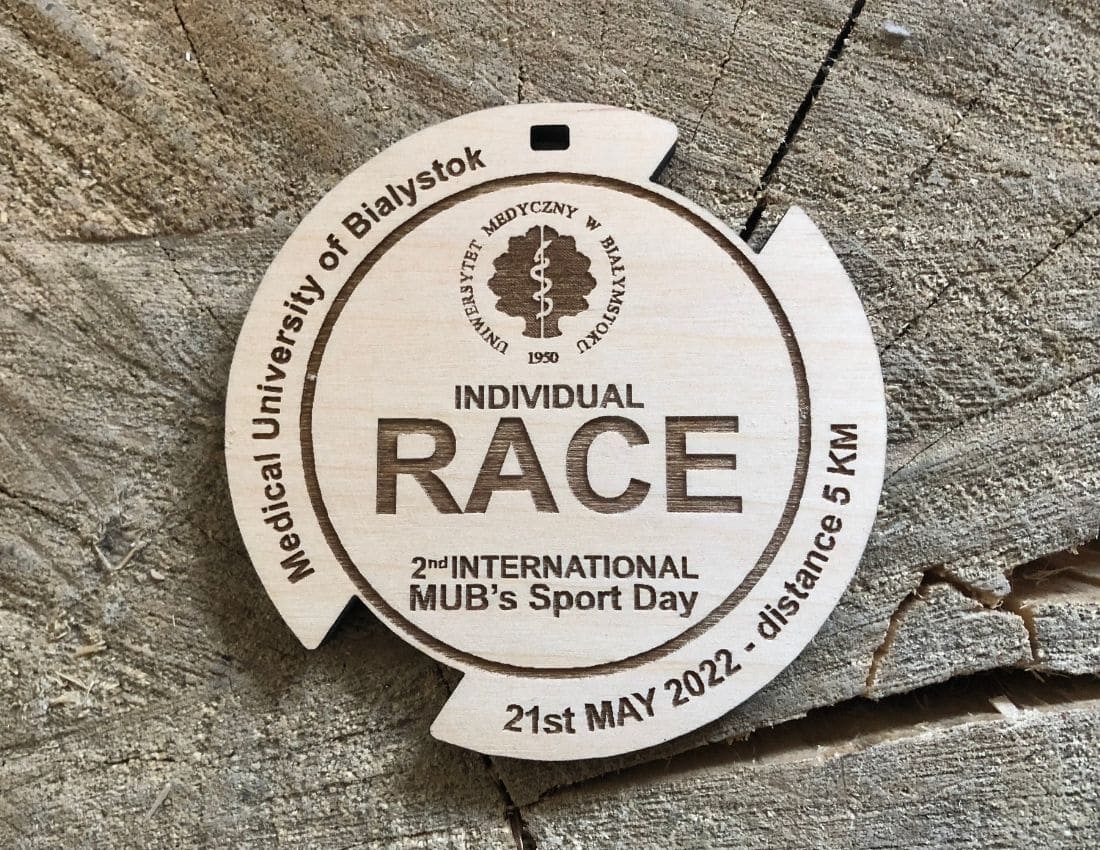 Medical University of Bialystok
UNIWERSYTET MEDYCZNY W BIAŁYMSTOKU
1950
INDIVIDUAL
RACE
2nd INTERNATIONAL
MUB's Sport Day
21st MAY 2022 - distance 5 KM